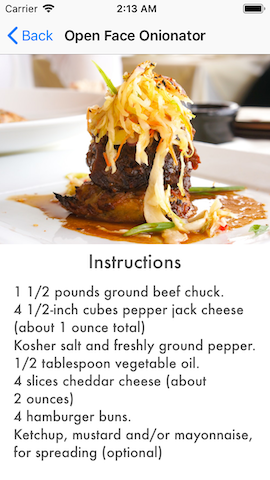 Carrier 2:13 AM
Back Open Face Onionator
Instructions
1 1/2 pounds ground beef chuck.
4 1/2-inch cubes pepper jack cheese
(about 1 ounce total)
Kosher salt and freshly ground pepper.
1/2 tablespoon vegetable oil.
4 slices cheddar cheese (about
2 ounces)
4 hamburger buns.
Ketchup, mustard and/or mayonnaise,
for spreading (optional)